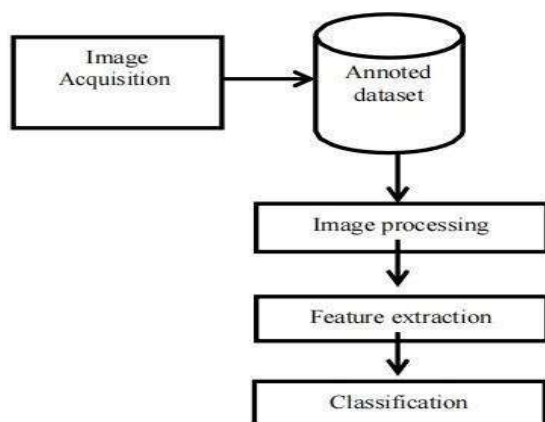 Image
Acquisition
Annoted
dataset
Image processing
Feature extraction
Classification